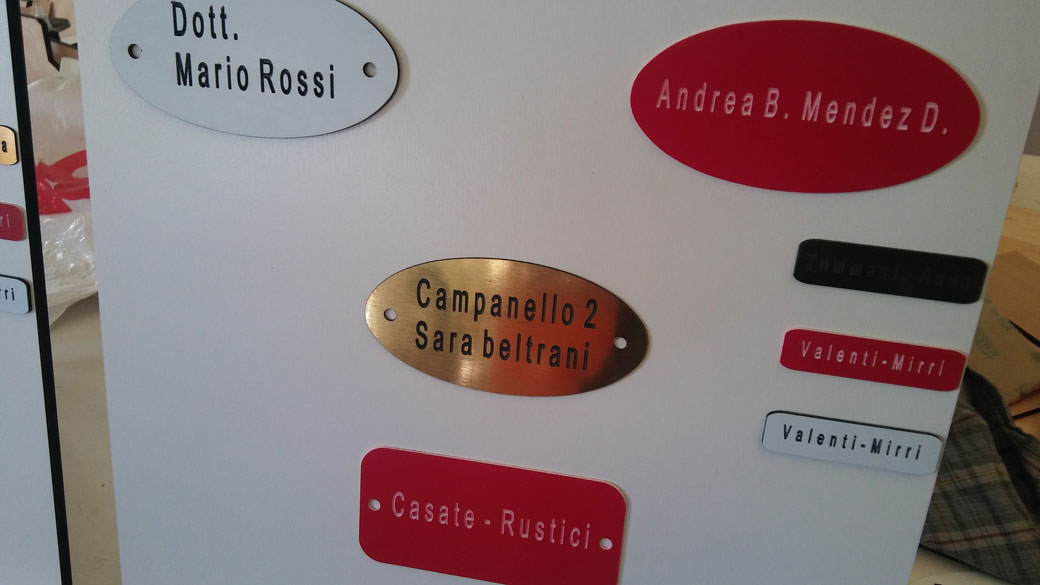 Dott.
Mario Rossi
Andrea B. Mendez D.
Campanello 2
Sara beltrani
Valenti-Mirri
Valenti-Mirri
Casate - Rustici